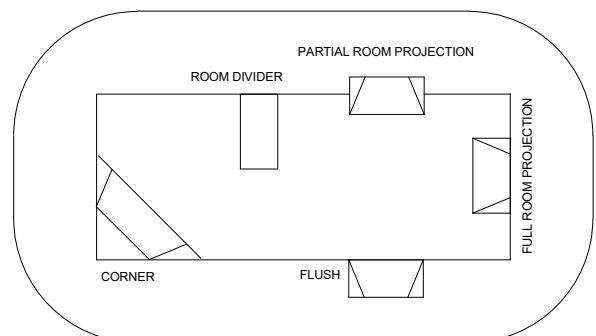 PARTIAL ROOM PROJECTION
ROOM DIVIDER
FULL ROOM PROJECTION
CORNER
FLUSH